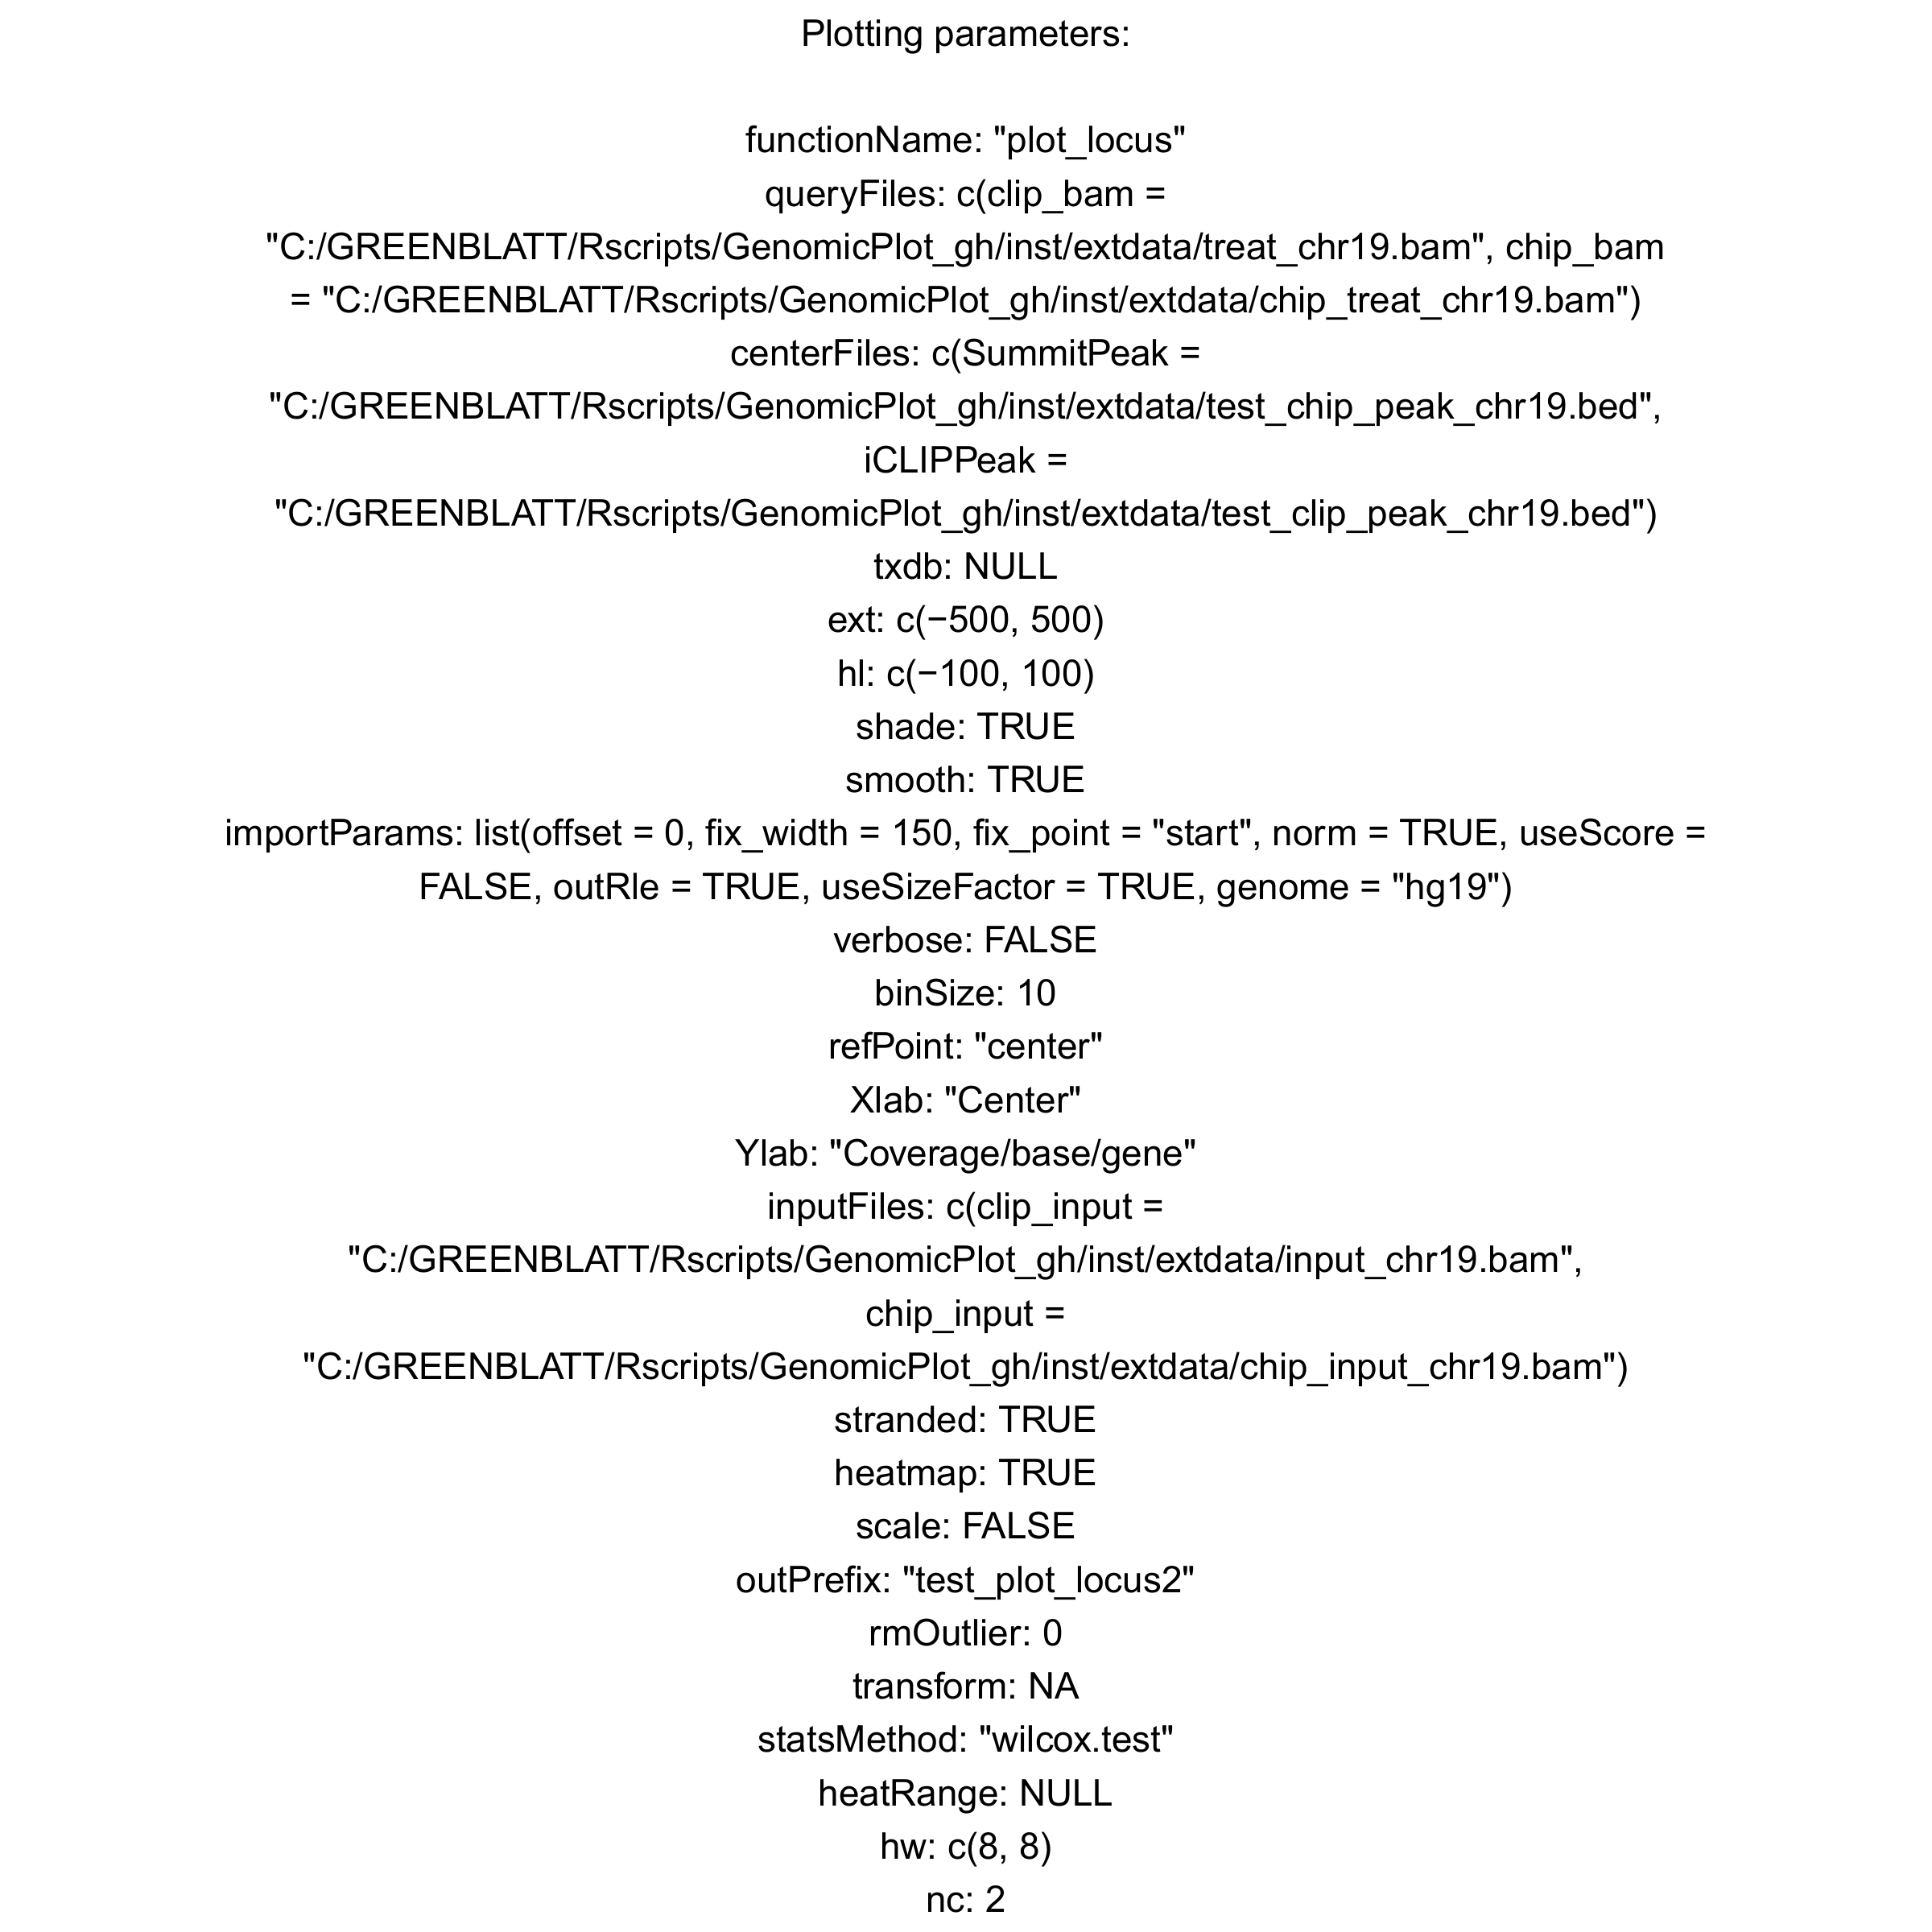 Plotting parameters:
functionName: "plot_locus"
queryFiles: c(clip_bam =
"C:/GREENBLATT/Rscripts/GenomicPlot_gh/inst/extdata/treat_chr19.bam", chip_bam
= "C:/GREENBLATT/Rscripts/GenomicPlot_gh/inst/extdata/chip_treat_chr19.bam")
centerFiles: c(SummitPeak =
"C:/GREENBLATT/Rscripts/GenomicPlot_gh/inst/extdata/test_chip_peak_chr19.bed",
iCLIPPeak =
"C:/GREENBLATT/Rscripts/GenomicPlot_gh/inst/extdata/test_clip_peak_chr19.bed")
txdb: NULL
ext: c(−500, 500)
hl: c(−100, 100)
shade: TRUE
smooth: TRUE
importParams: list(offset = 0, fix_width = 150, fix_point = "start", norm = TRUE, useScore =
FALSE, outRle = TRUE, useSizeFactor = TRUE, genome = "hg19")
verbose: FALSE
binSize: 10
refPoint: "center"
Xlab: "Center"
Ylab: "Coverage/base/gene"
inputFiles: c(clip_input =
"C:/GREENBLATT/Rscripts/GenomicPlot_gh/inst/extdata/input_chr19.bam",
chip_input =
"C:/GREENBLATT/Rscripts/GenomicPlot_gh/inst/extdata/chip_input_chr19.bam")
stranded: TRUE
heatmap: TRUE
scale: FALSE
outPrefix: "test_plot_locus2"
rmOutlier: 0
transform: NA
statsMethod: "wilcox.test"
heatRange: NULL
hw: c(8, 8)
nc: 2